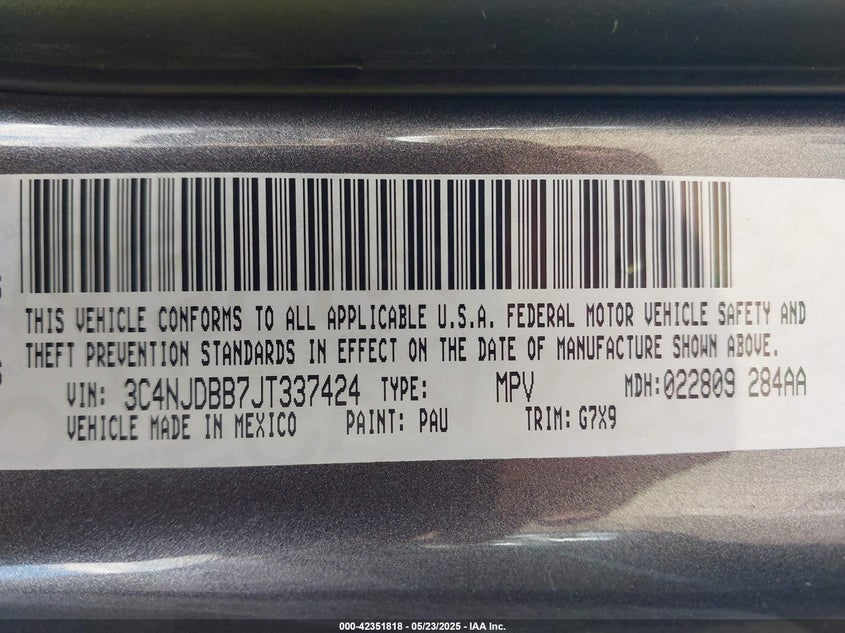 THIS VEHICLE CONFORMS TO ALL APPLICABLE U.S.A. FEDERAL MOTOR VEHICLE SAFETY AND
THEFT PREVENTION STANDARDS IN EFFECT ON THE DATE OF MANUFACTURE SHOWN ABOVE.
VIN: 3C4NJDBB7JT337424 TYPE: MPV MDH:022809 284AA
VEHICLE MADE IN MEXICO PAINT: PAU TRIM: G7X9
000-42351818 - 05/23/2025 - IAA Inc.